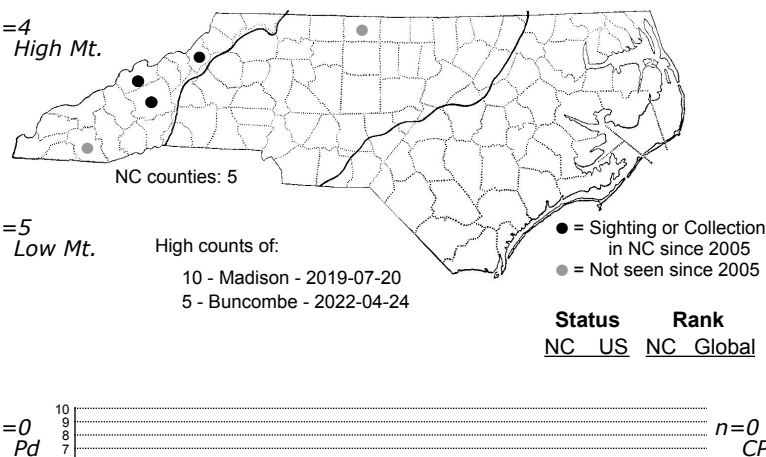 =4
High Mt.
NC counties: 5
=5
Low Mt.
High counts of:
10 - Madison - 2019-07-20
5 - Buncombe - 2022-04-24
● = Sighting or Collection
in NC since 2005
● = Not seen since 2005
Status Rank
NC US NC Global
=0
Pd
10
9
8
7
n=0
CP